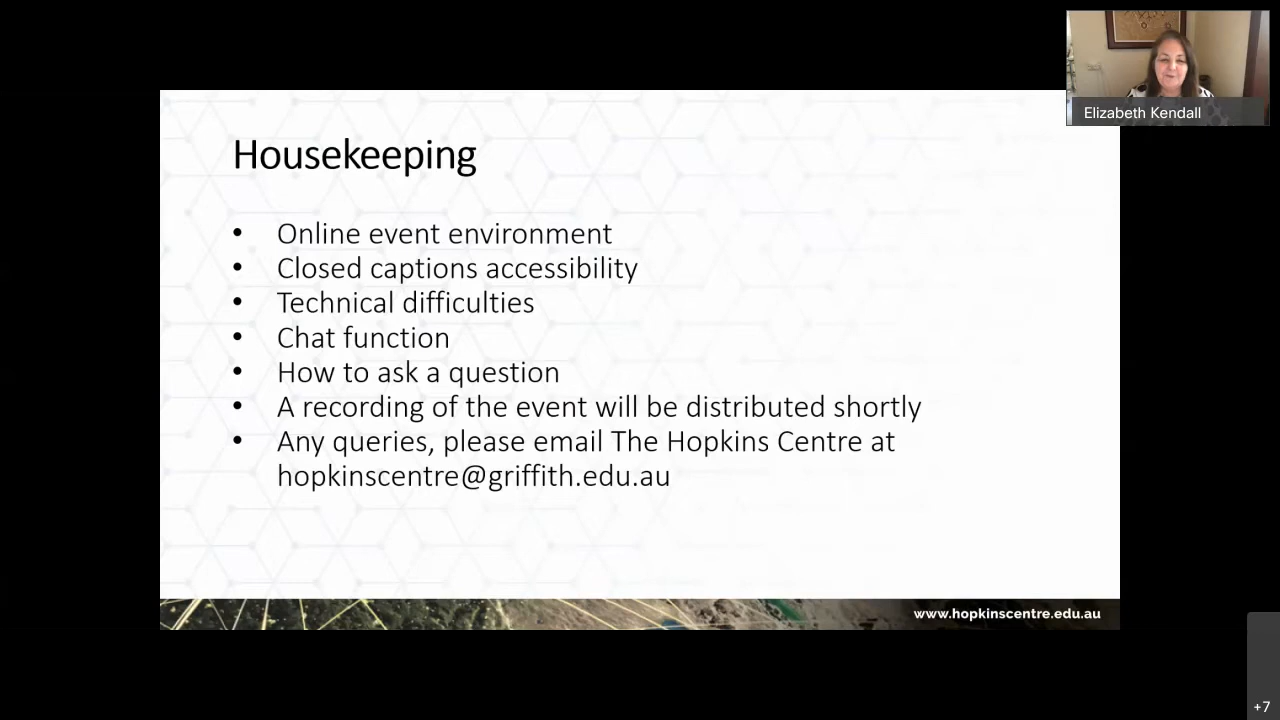 Elizabeth Kendall
Housekeeping
• Online event environment
• Closed captions accessibility
• Technical difficulties
• Chat function
• How to ask a question
• A recording of the event will be distributed shortly
• Any queries, please email The Hopkins Centre at
hopkinscentre@griffith.edu.au
www.hopkinscentre.edu.au
+7